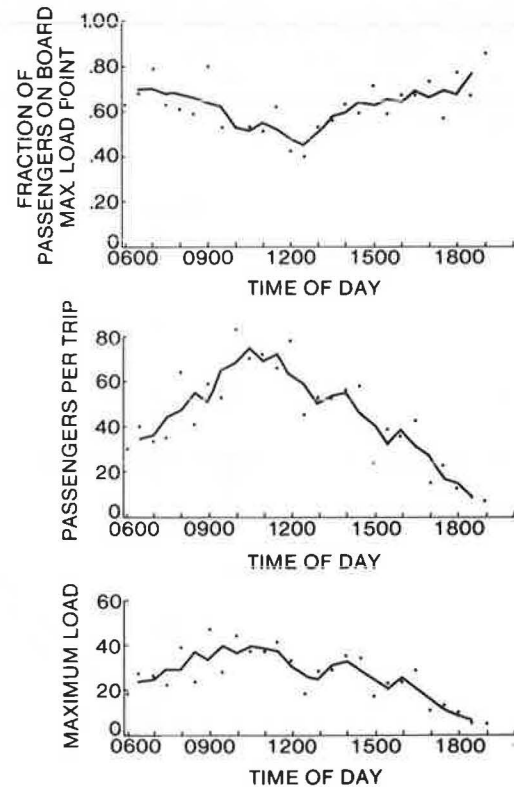 1.00
.80
.60
.40
.20
0
FRACTION OF
PASSENGERS ON BOARD
MAX. LOAD POINT
0600 0900 1200 1500 1800
TIME OF DAY
80
60
40
20
0
PASSENGERS PER TRIP
0600 0900 1200 1500 1800
TIME OF DAY
60
40
20
0
MAXIMUM LOAD
0600 0900 1200 1500 1800
TIME OF DAY